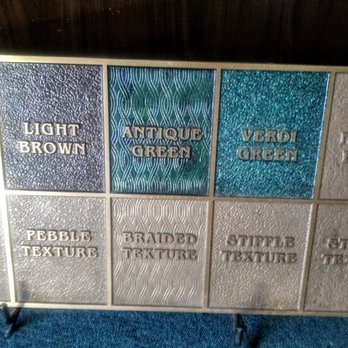 LIGHT
BROWN
ANTIQUE
GREEN
VERDI
GREEN
PEBBLE
TEXTURE
BRAIDED
TEXTURE
STIPPLE
TEXTURE